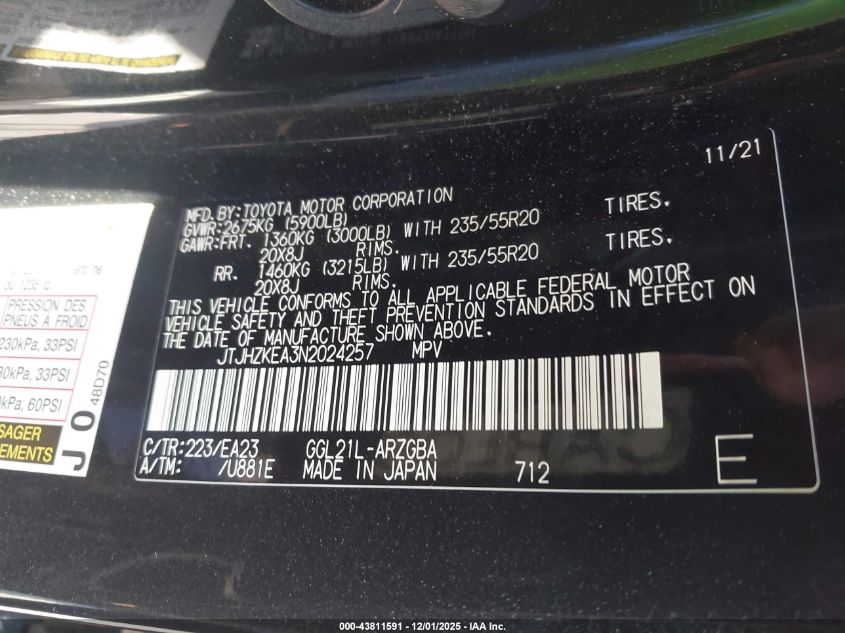 11/21
MFD. BY: TOYOTA MOTOR CORPORATION
GVWR: 2675KG (5900LB)
GAWR: FRT. 1360KG (3000LB) WITH 235/55R20 TIRES.
20X8J RIMS.
RR. 1460KG (3215LB) WITH 235/55R20 TIRES.
20X8J RIMS.
THIS VEHICLE CONFORMS TO ALL APPLICABLE FEDERAL MOTOR
VEHICLE SAFETY AND THEFT PREVENTION STANDARDS IN EFFECT ON
THE DATE OF MANUFACTURE SHOWN ABOVE.
JTJHZKEA3N2024257 MPV
C/TR: 223/EA23 GGL21L-ARZGBA
A/TM: /U881E MADE IN JAPAN 712
E
PRESSION DES
PNEUS A FROID
230kPa, 33PSI
30kPa, 33PSI
0kPa, 60PSI
SAGER
EMENTS
J 0 48D70
000-43811591 - 12/01/2025 - IAA Inc.